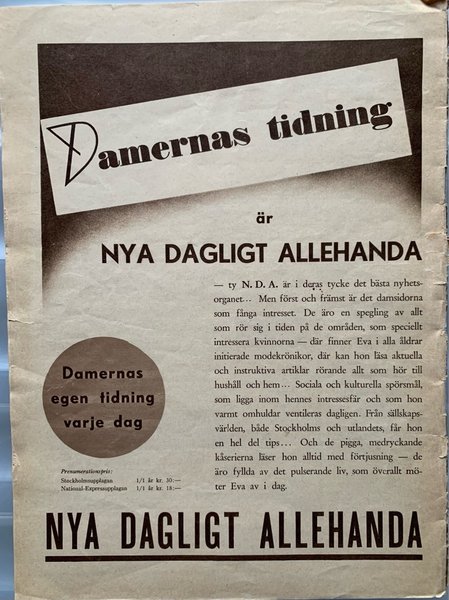 Damernas tidning
är
NYA DAGLIGT ALLEHANDA
— ty N. D. A. är i deras tycke det bästa nyhets-
organet... Men först och främst är det damsidorna
som fånga intresset. De äro en spegling av allt
som rör sig i tiden på de områden, som speciellt
intressera kvinnorna — där finner Eva i alla åldrar
initierade modekrönikor, där kan hon läsa aktuella
och instruktiva artiklar rörande allt som hör till
hushåll och hem... Sociala och kulturella spörsmål,
som ligga inom hennes intressesfär och som hon
varmt omhuldar ventileras dagligen. Från sällskaps-
världen, både Stockholms och utlandets, får hon
en hel del tips... Och de pigga, medryckande
kåserierna läser hon alltid med förtjusning — de
äro fyllda av det pulserande liv, som överallt mö-
ter Eva av i dag.
Damernas
egen tidning
varje dag
Prenumerationspris:
Stockholmsupplagan 1/1 år kr. 30:—
National-Expressupplagan 1/1 år kr. 18:—
NYA DAGLIGT ALLEHANDA